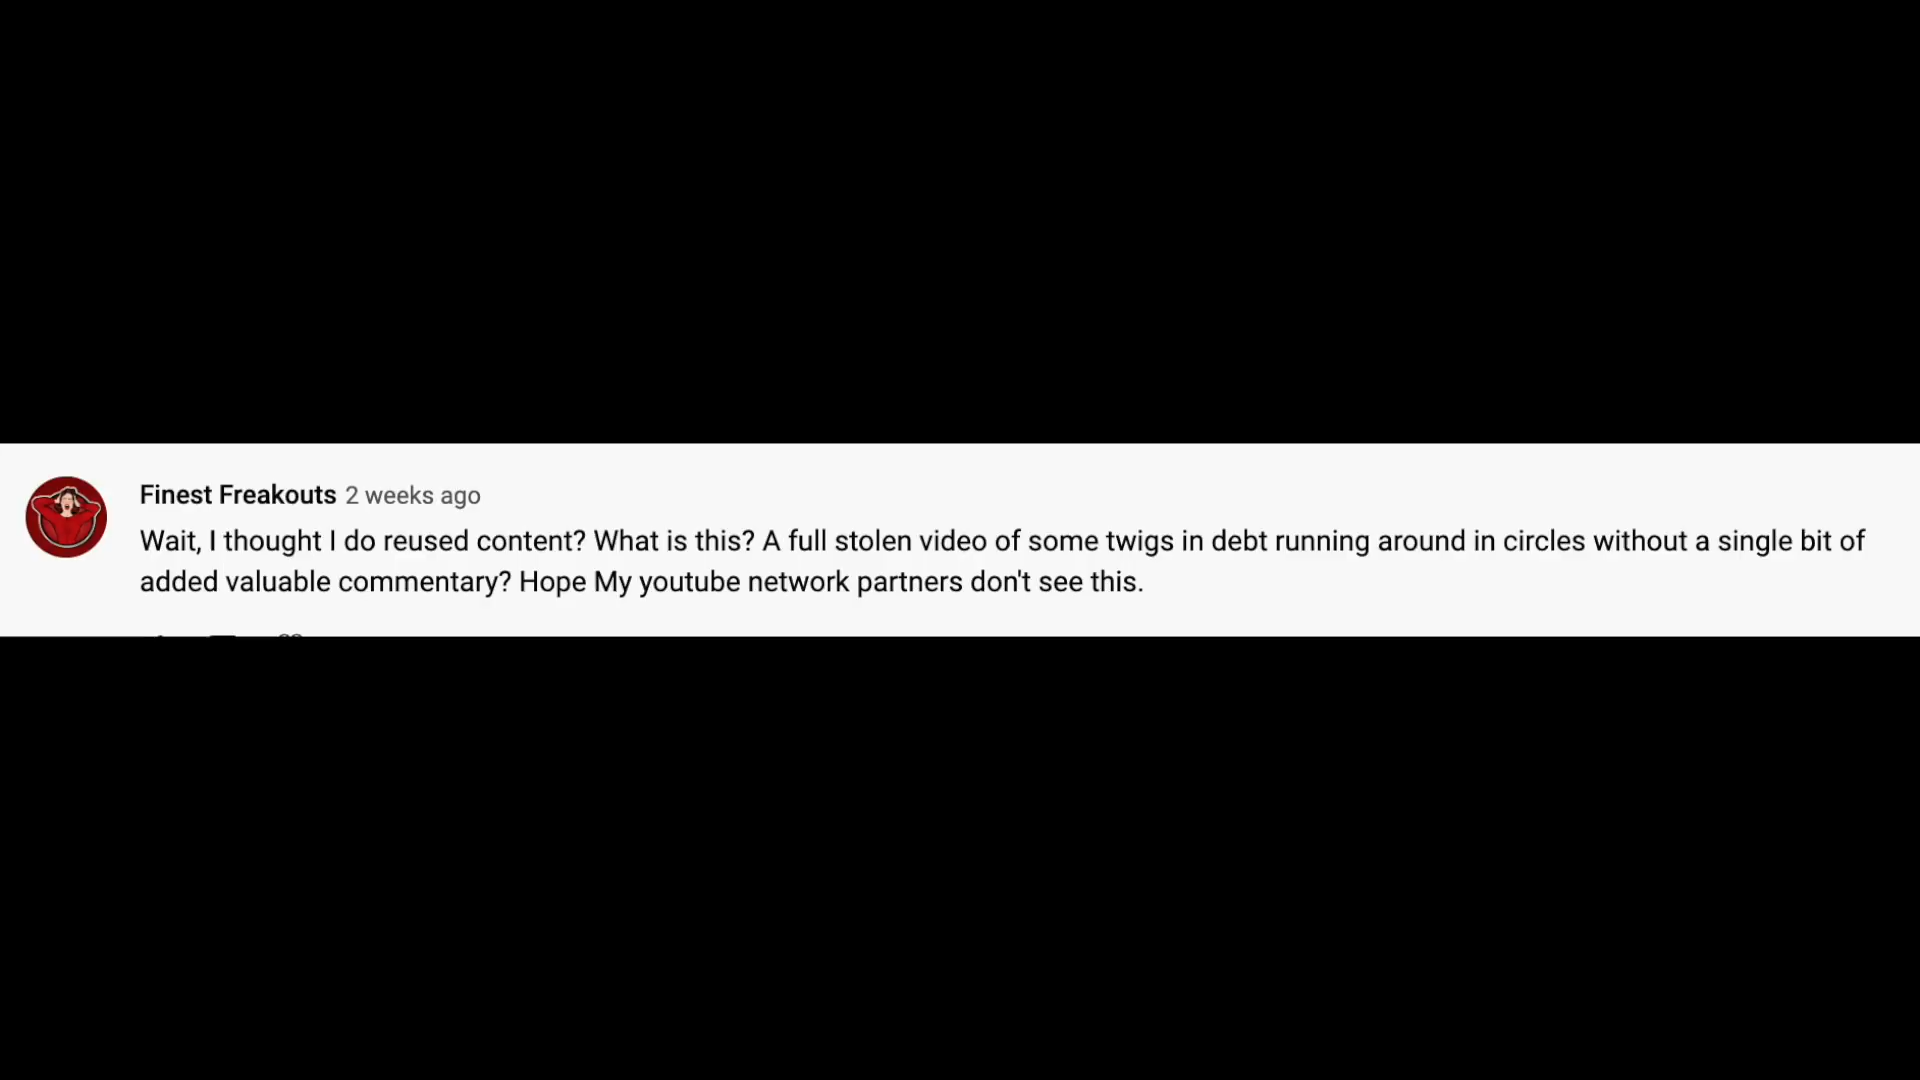 Finest Freakouts 2 weeks ago
Wait, I thought I do reused content? What is this? A full stolen video of some twigs in debt running around in circles without a single bit of
added valuable commentary? Hope My youtube network partners don't see this.